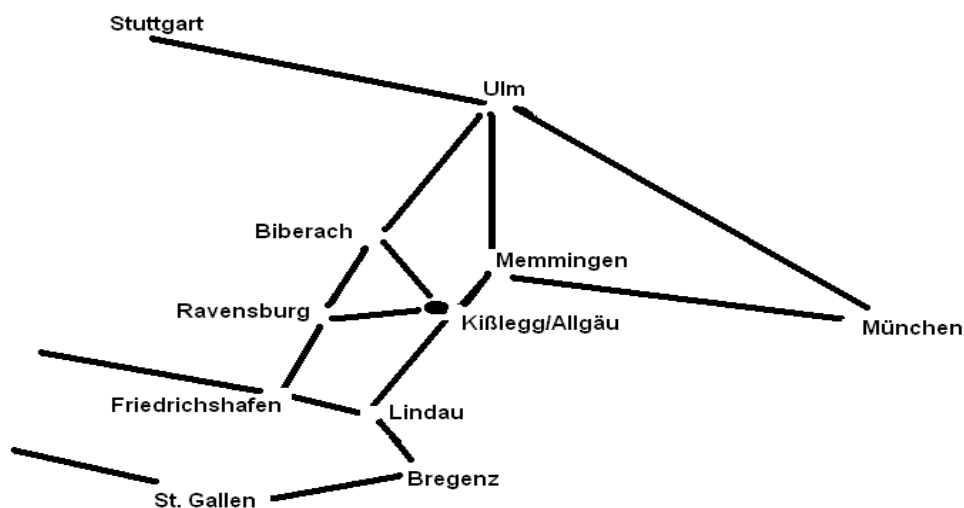 Stuttgart
Ulm
Biberach
Memmingen
Ravensburg
Kißlegg/Allgäu
München
Friedrichshafen
Lindau
Bregenz
St. Gallen